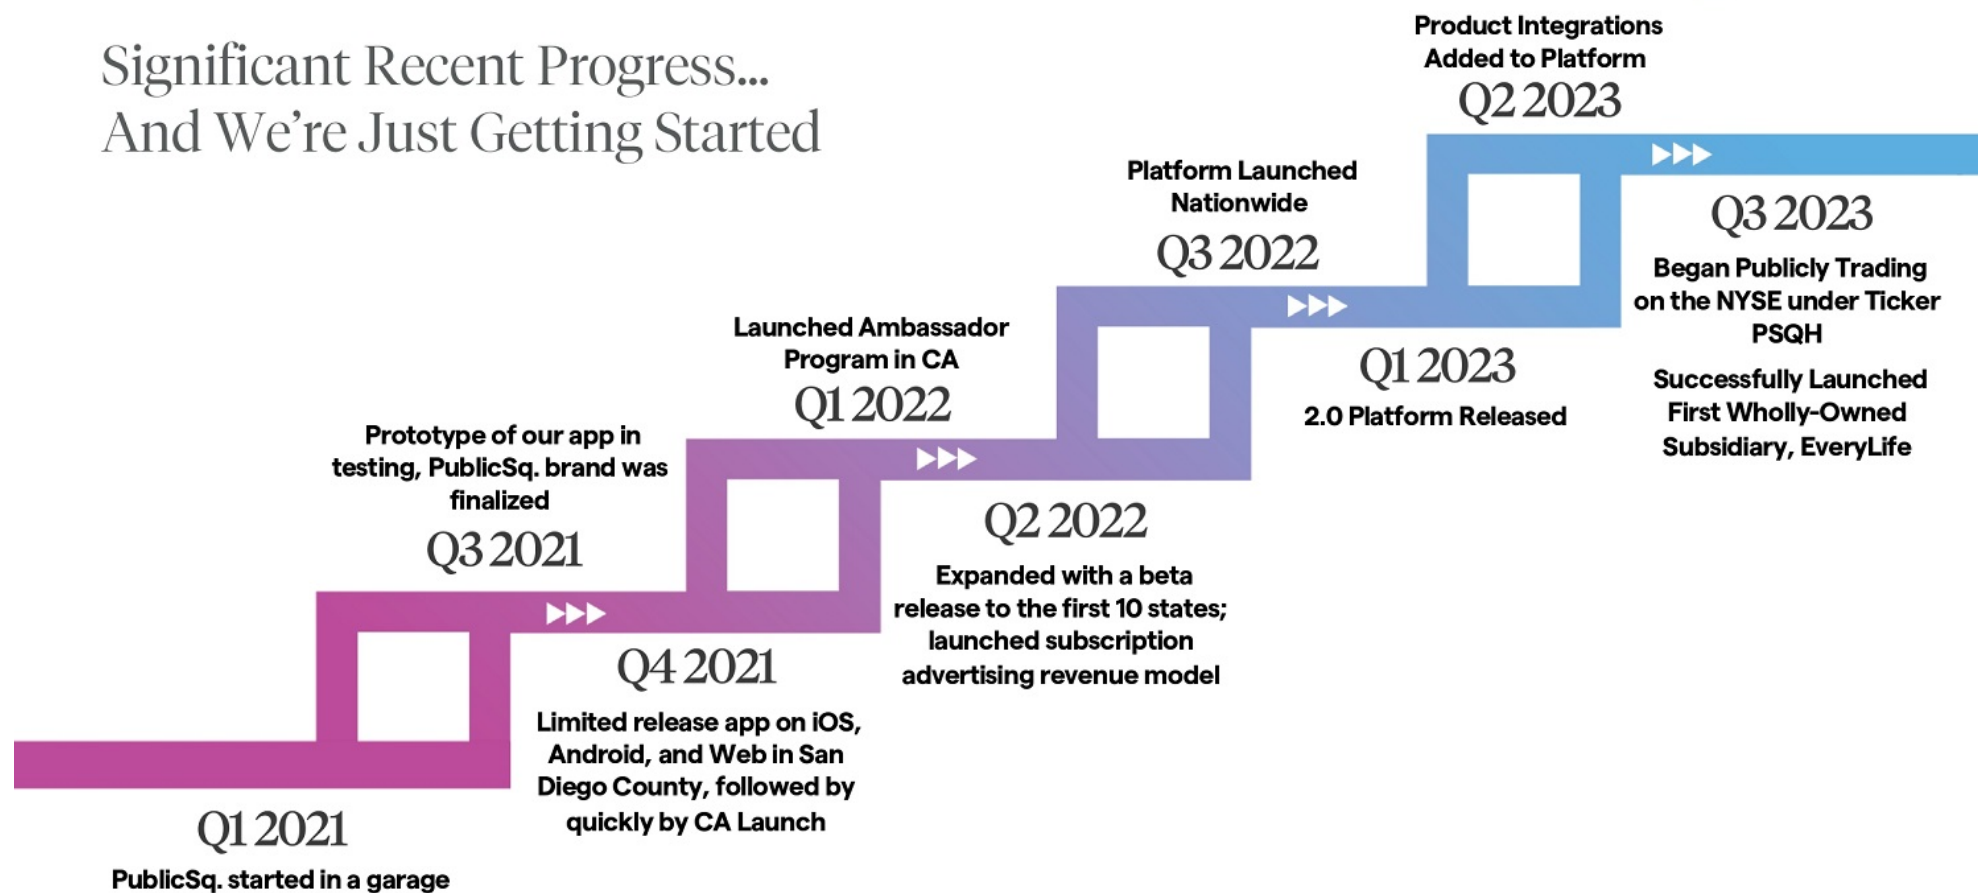 Significant Recent Progress...
And We're Just Getting Started
Q1 2021
PublicSq. started in a garage
Prototype of our app in
testing, PublicSq. brand was
finalized
Q3 2021
Q4 2021
Limited release app on iOS,
Android, and Web in San
Diego County, followed by
quickly by CA Launch
Launched Ambassador
Program in CA
Q1 2022
Q2 2022
Expanded with a beta
release to the first 10 states;
launched subscription
advertising revenue model
Platform Launched
Nationwide
Q3 2022
Q1 2023
2.0 Platform Released
Product Integrations
Added to Platform
Q2 2023
Q3 2023
Began Publicly Trading
on the NYSE under Ticker
PSQH
Successfully Launched
First Wholly-Owned
Subsidiary, EveryLife